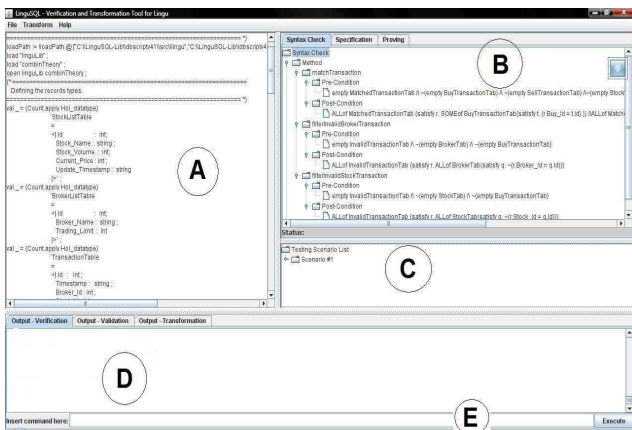 LinguSQL - Verification and Transformation Tool for Lingu
File Transform Help
================================================ *)
loadPath := !loadPath @ ["C:\\LinguSQL-Lib\\dbscript\\41\\src\\lingu","C:\\LinguSQL-Lib\\dbscript\\4
load "linguLib" ;
load "combinTheory" ;
open linguLib combinTheory ;
(* ================================================
Defining the records types.
================================================ *)
val _ = (Count.apply Hol_datatype)
`StockListTable
=
<| Id : int;
Stock_Name : string ;
Stock_Volume : int ;
Current_Price : int ;
Update_Timestamp : string
|>` ;
val _ = (Count.apply Hol_datatype)
`BrokerListTable
=
<| Id : int;
Broker_Name : string ;
Trading_Limit : int
|>` ;
val _ = (Count.apply Hol_datatype)
`TransactionTable
=
<| Id : int ;
Timestamp : string ;
Broker_Id : int ;
A
Syntax Check Specification Proving
Syntax Check
Method
matchTransaction
Pre-Condition
empty MatchedTransactionTab /\ ~(empty BuyTransactionTab) /\ ~(empty SellTransactionTab) /\ ~(empty Stock
Post-Condition
ALLof MatchedTransactionTab (satisfy r. SOMEof BuyTransactionTab(satisfy t. (r.Buy_Id = t.Id) )) /\ ALLof Matche
filterInvalidBrokerTransaction
Pre-Condition
empty InvalidTransactionTab /\ ~(empty BrokerTab) /\ ~(empty BuyTransactionTab)
Post-Condition
ALLof InvalidTransactionTab (satisfy r. ALLof BrokerTab(satisfy q. ~(r.Broker_Id = q.Id)))
filterInvalidStockTransaction
Pre-Condition
empty InvalidTransactionTab /\ ~(empty StockTab) /\ ~(empty BuyTransactionTab)
Post-Condition
ALLof InvalidTransactionTab (satisfy r. ALLof StockTab(satisfy q. ~(r.Stock_Id = q.Id)))
B
Status:
Testing Scenario List
Scenario #1
C
Output - Verification Output - Validation Output - Transformation
D
Insert command here: E Execute